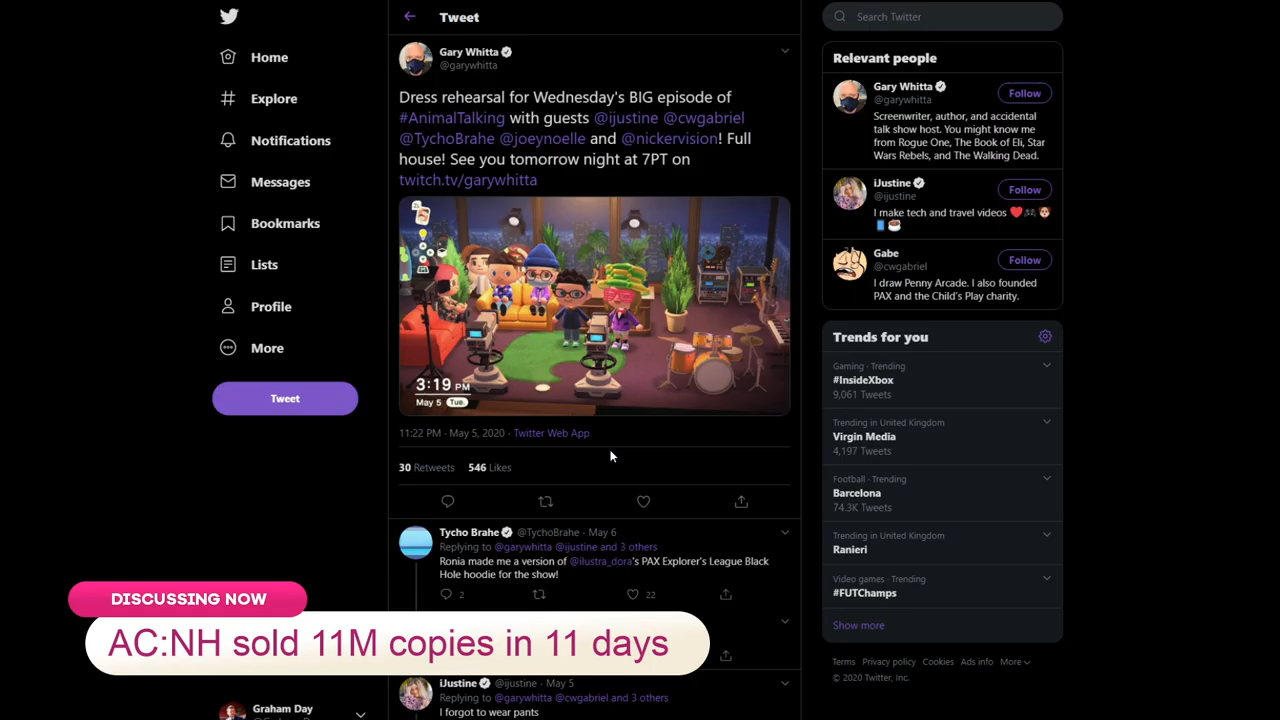 Home
Explore
Notifications
Messages
Bookmarks
Lists
Profile
More
Tweet
Graham Day
Tweet
Gary Whitta
@garywhitta
Dress rehearsal for Wednesday's BIG episode of
#AnimalTalking with guests @ijustine @cwgabriel
@TychoBrahe @joeynoelle and @nickervision! Full
house! See you tomorrow night at 7PT on
twitch.tv/garywhitta
3:19 PM
May 5 Tue.
11:22 PM · May 5, 2020 · Twitter Web App
30 Retweets 546 Likes
Tycho Brahe @TychoBrahe · May 6
Replying to @garywhitta @ijustine and 3 others
Ronia made me a version of @ilustra_dora's PAX Explorer's League Black
Hole hoodie for the show!
2 22
iJustine @ijustine · May 5
Replying to @garywhitta @cwgabriel and 3 others
I forgot to wear pants
DISCUSSING NOW
AC:NH sold 11M copies in 11 days
Search Twitter
Relevant people
Gary Whitta
@garywhitta
Follow
Screenwriter, author, and accidental
talk show host. You might know me
from Rogue One, The Book of Eli, Star
Wars Rebels, and The Walking Dead.
iJustine
@ijustine
Follow
I make tech and travel videos
Gabe
@cwgabriel
Follow
I draw Penny Arcade. I also founded
PAX and the Child's Play charity.
Trends for you
Gaming · Trending
#InsideXbox
9,061 Tweets
Trending in United Kingdom
Virgin Media
4,197 Tweets
Football · Trending
Barcelona
74.3K Tweets
Trending in United Kingdom
Ranieri
Video games · Trending
#FUTChamps
Show more
Terms Privacy policy Cookies Ads info More
© 2020 Twitter, Inc.